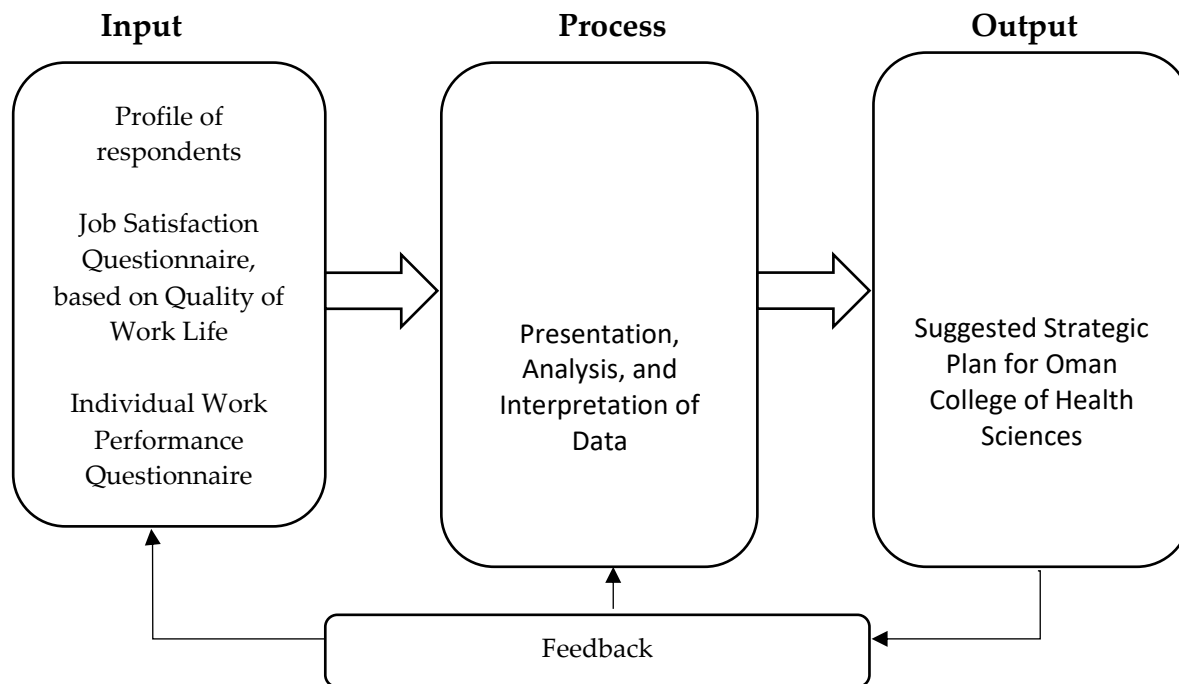 Input
Process
Output
Profile of
respondents
Job Satisfaction
Questionnaire,
based on Quality of
Work Life
Individual Work
Performance
Questionnaire
Presentation,
Analysis, and
Interpretation of
Data
Suggested Strategic
Plan for Oman
College of Health
Sciences
Feedback